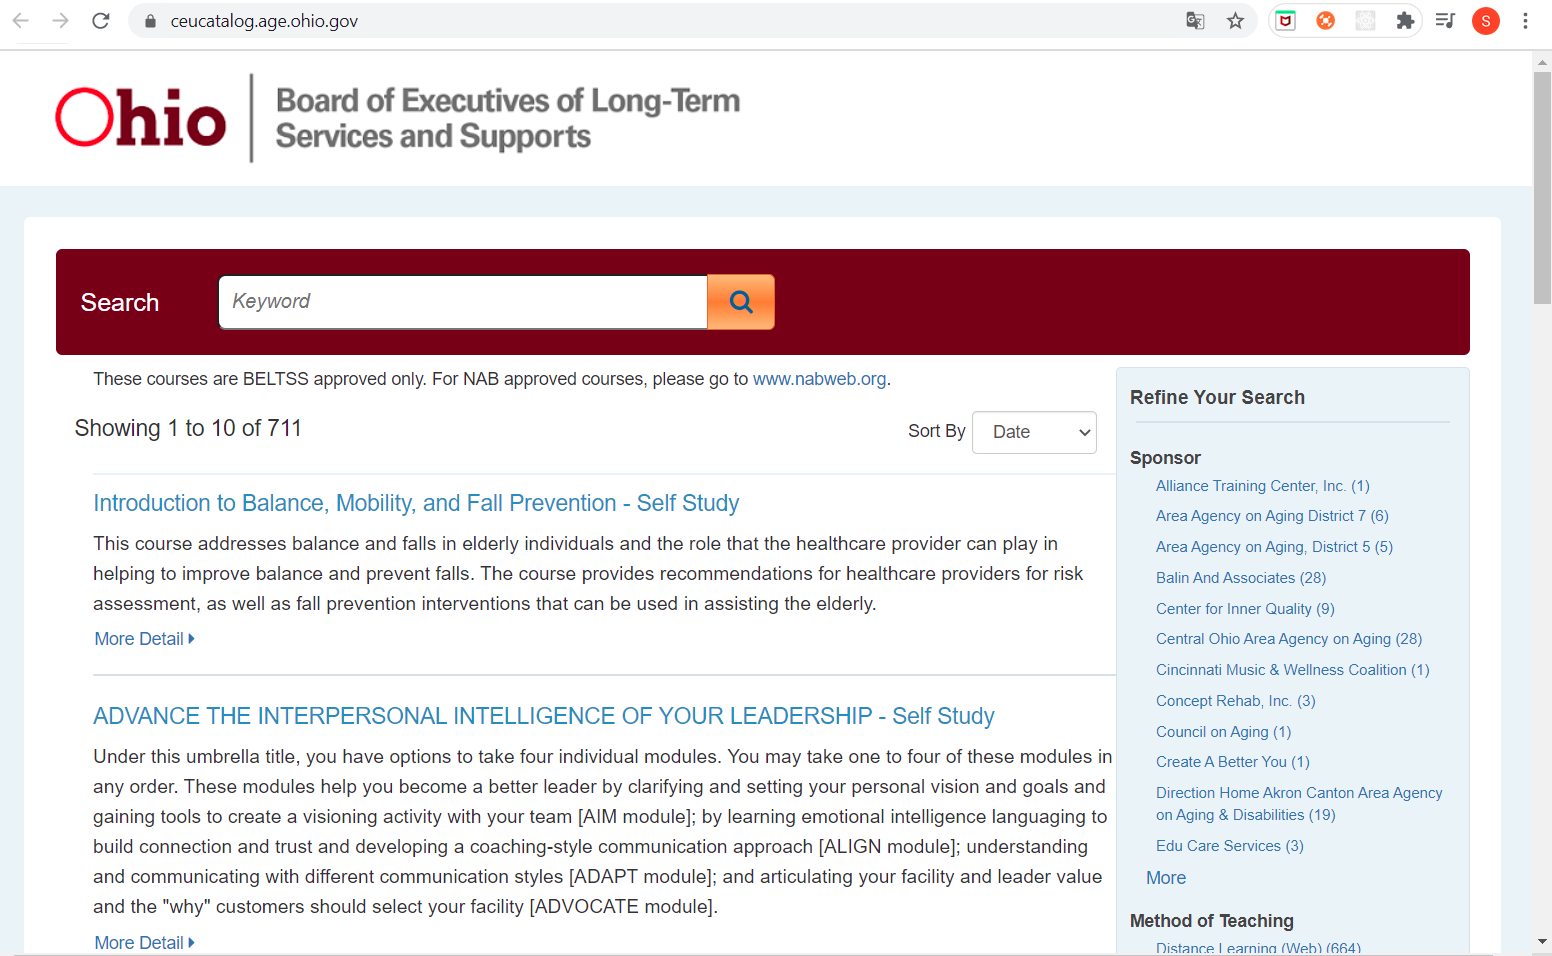 ceucatalog.age.ohio.gov
S
Ohio
Board of Executives of Long-Term
Services and Supports
Search
Keyword
These courses are BELTSS approved only. For NAB approved courses, please go to www.nabweb.org.
Showing 1 to 10 of 711
Sort By
Date
Introduction to Balance, Mobility, and Fall Prevention - Self Study
This course addresses balance and falls in elderly individuals and the role that the healthcare provider can play in
helping to improve balance and prevent falls. The course provides recommendations for healthcare providers for risk
assessment, as well as fall prevention interventions that can be used in assisting the elderly.
More Detail
ADVANCE THE INTERPERSONAL INTELLIGENCE OF YOUR LEADERSHIP - Self Study
Under this umbrella title, you have options to take four individual modules. You may take one to four of these modules in
any order. These modules help you become a better leader by clarifying and setting your personal vision and goals and
gaining tools to create a visioning activity with your team [AIM module]; by learning emotional intelligence languaging to
build connection and trust and developing a coaching-style communication approach [ALIGN module]; understanding
and communicating with different communication styles [ADAPT module]; and articulating your facility and leader value
and the "why" customers should select your facility [ADVOCATE module].
More Detail
Refine Your Search
Sponsor
Alliance Training Center, Inc. (1)
Area Agency on Aging District 7 (6)
Area Agency on Aging, District 5 (5)
Balin And Associates (28)
Center for Inner Quality (9)
Central Ohio Area Agency on Aging (28)
Cincinnati Music & Wellness Coalition (1)
Concept Rehab, Inc. (3)
Council on Aging (1)
Create A Better You (1)
Direction Home Akron Canton Area Agency
on Aging & Disabilities (19)
Edu Care Services (3)
More
Method of Teaching
Distance Learning (Web) (664)